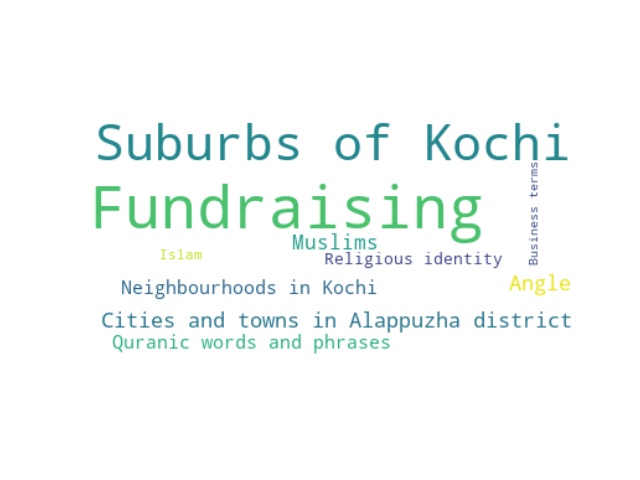 Suburbs of Kochi
Business terms
Fundraising
Muslims
Islam
Religious identity
Angle
Neighbourhoods in Kochi
Cities and towns in Alappuzha district
Quranic words and phrases